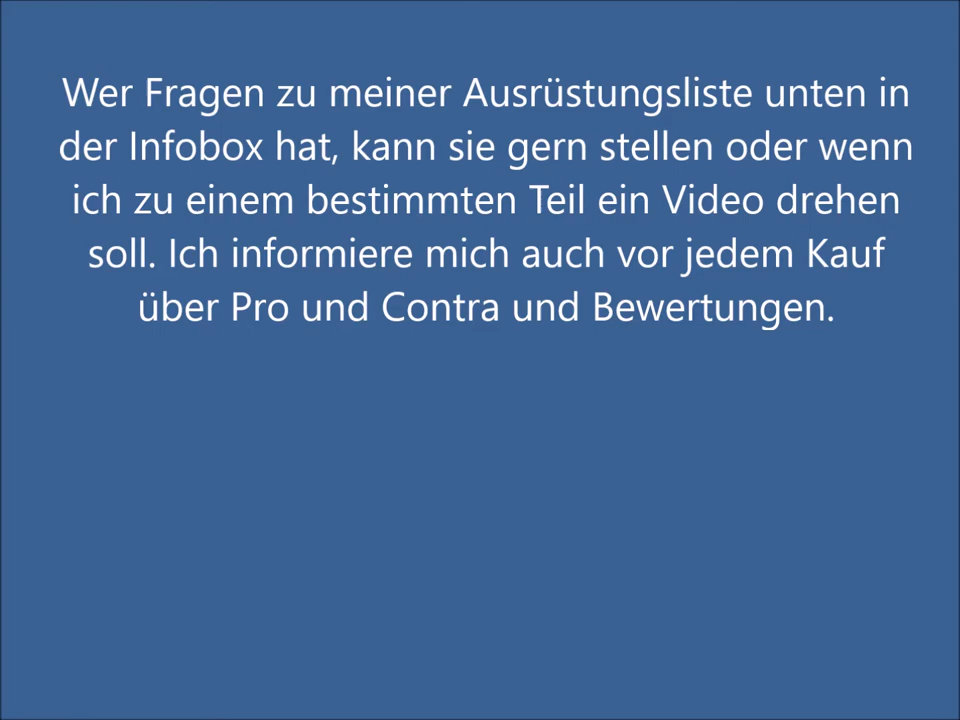 Wer Fragen zu meiner Ausrüstungsliste unten in
der Infobox hat, kann sie gern stellen oder wenn
ich zu einem bestimmten Teil ein Video drehen
soll. Ich informiere mich auch vor jedem Kauf
über Pro und Contra und Bewertungen.